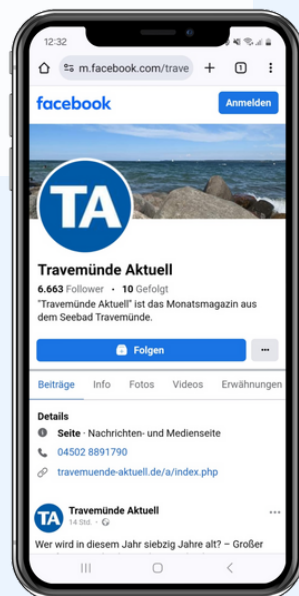 12:32
m.facebook.com/trave
1
facebook
Anmelden
TA
Travemünde Aktuell
6.663 Follower • 10 Gefolgt
"Travemünde Aktuell" ist das Monatsmagazin aus
dem Seebad Travemünde.
Folgen
Beiträge Info Fotos Videos Erwähnungen
Details
Seite · Nachrichten- und Medienseite
04502 8891790
travemuende-aktuell.de/a/index.php
TA
Travemünde Aktuell
14 Std. ·
Wer wird in diesem Jahr siebzig Jahre alt? – Großer